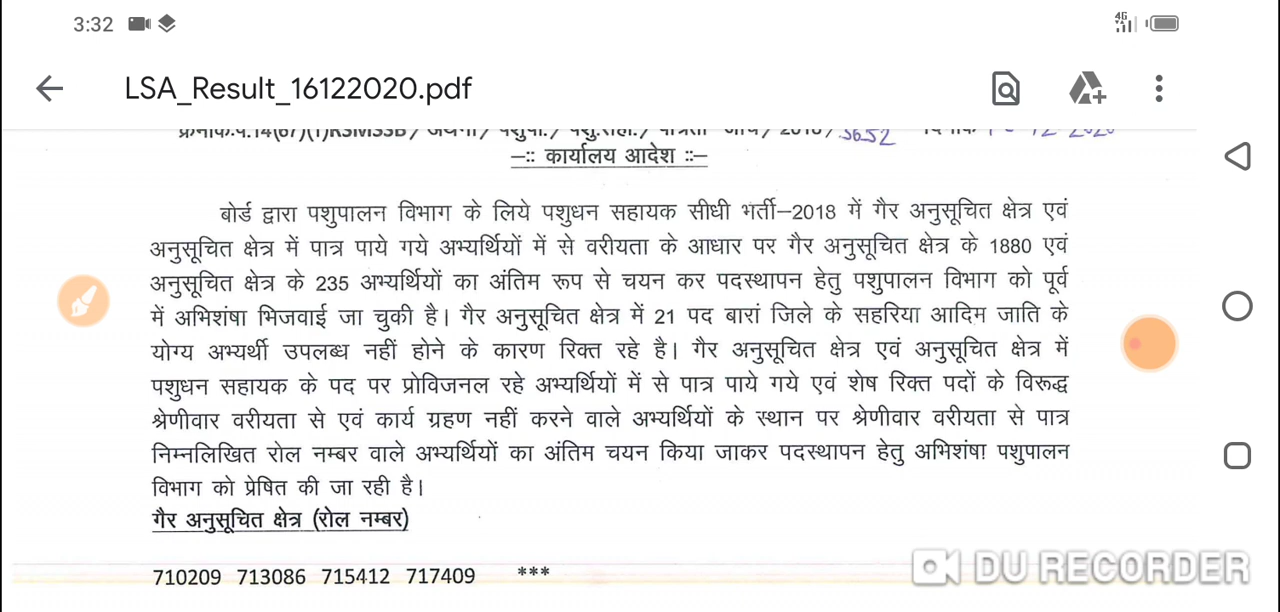 3:32
4G
LSA_Result_16122020.pdf
3652
–:: कार्यालय आदेश ::–
बोर्ड द्वारा पशुपालन विभाग के लिये पशुधन सहायक सीधी भर्ती–2018 में गैर अनुसूचित क्षेत्र एवं
अनुसूचित क्षेत्र में पात्र पाये गये अभ्यर्थियों में से वरीयता के आधार पर गैर अनुसूचित क्षेत्र के 1880 एवं
अनुसूचित क्षेत्र के 235 अभ्यर्थियों का अंतिम रूप से चयन कर पदस्थापन हेतु पशुपालन विभाग को पूर्व
में अभिशंषा भिजवाई जा चुकी है। गैर अनुसूचित क्षेत्र में 21 पद बारां जिले के सहरिया आदिम जाति के
योग्य अभ्यर्थी उपलब्ध नहीं होने के कारण रिक्त रहे है। गैर अनुसूचित क्षेत्र एवं अनुसूचित क्षेत्र में
पशुधन सहायक के पद पर प्रोविजनल रहे अभ्यर्थियों में से पात्र पाये गये एवं शेष रिक्त पदों के विरूद्ध
श्रेणीवार वरीयता से एवं कार्य ग्रहण नहीं करने वाले अभ्यर्थियों के स्थान पर श्रेणीवार वरीयता से पात्र
निम्नलिखित रोल नम्बर वाले अभ्यर्थियों का अंतिम चयन किया जाकर पदस्थापन हेतु अभिशंषा पशुपालन
विभाग को प्रेषित की जा रही है।
गैर अनुसूचित क्षेत्र (रोल नम्बर)
710209 713086 715412 717409 ***
DU RECORDER